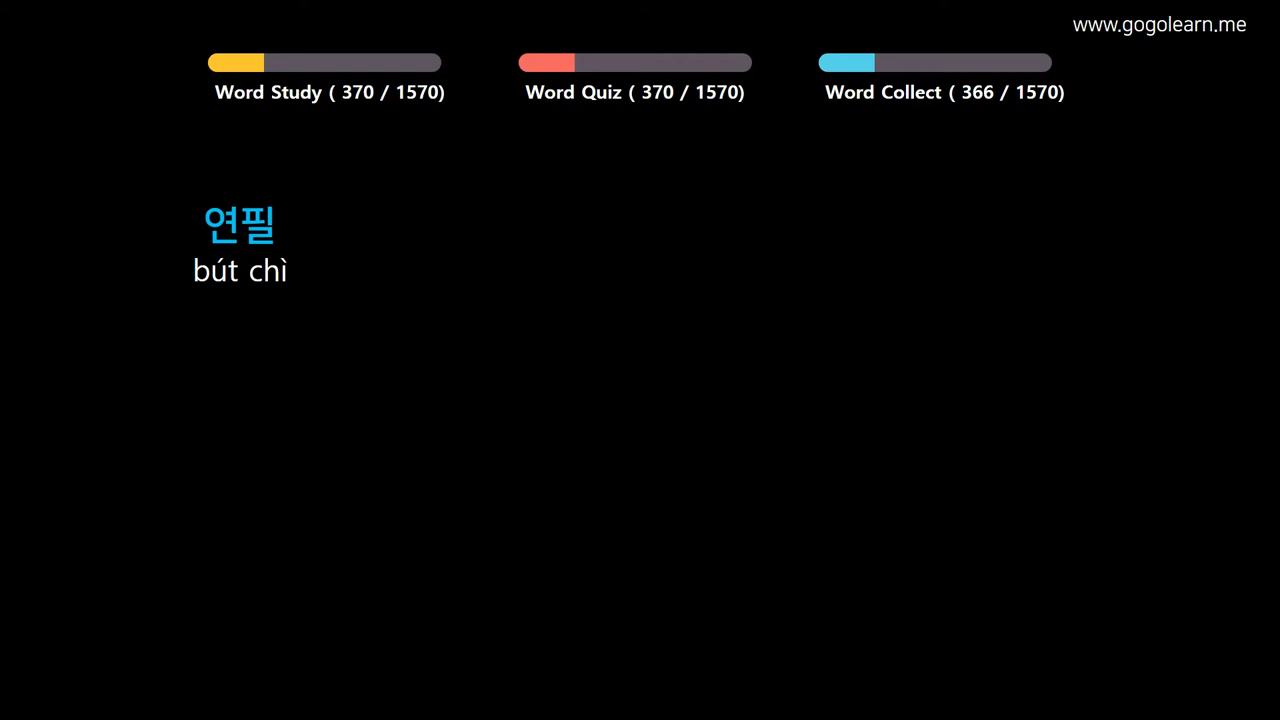 www.gogolearn.me
Word Study ( 370 / 1570)
Word Quiz ( 370 / 1570)
Word Collect ( 366 / 1570)
연필
bút chì